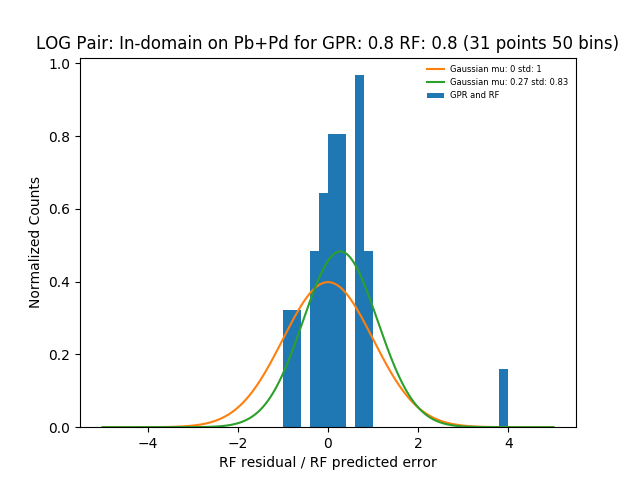 LOG Pair: In-domain on Pb+Pd for GPR: 0.8 RF: 0.8 (31 points 50 bins)
Gaussian mu: 0 std: 1
Gaussian mu: 0.27 std: 0.83
GPR and RF
1.0
0.8
0.6
0.4
0.2
0.0
Normalized Counts
−4 −2 0 2 4
RF residual / RF predicted error